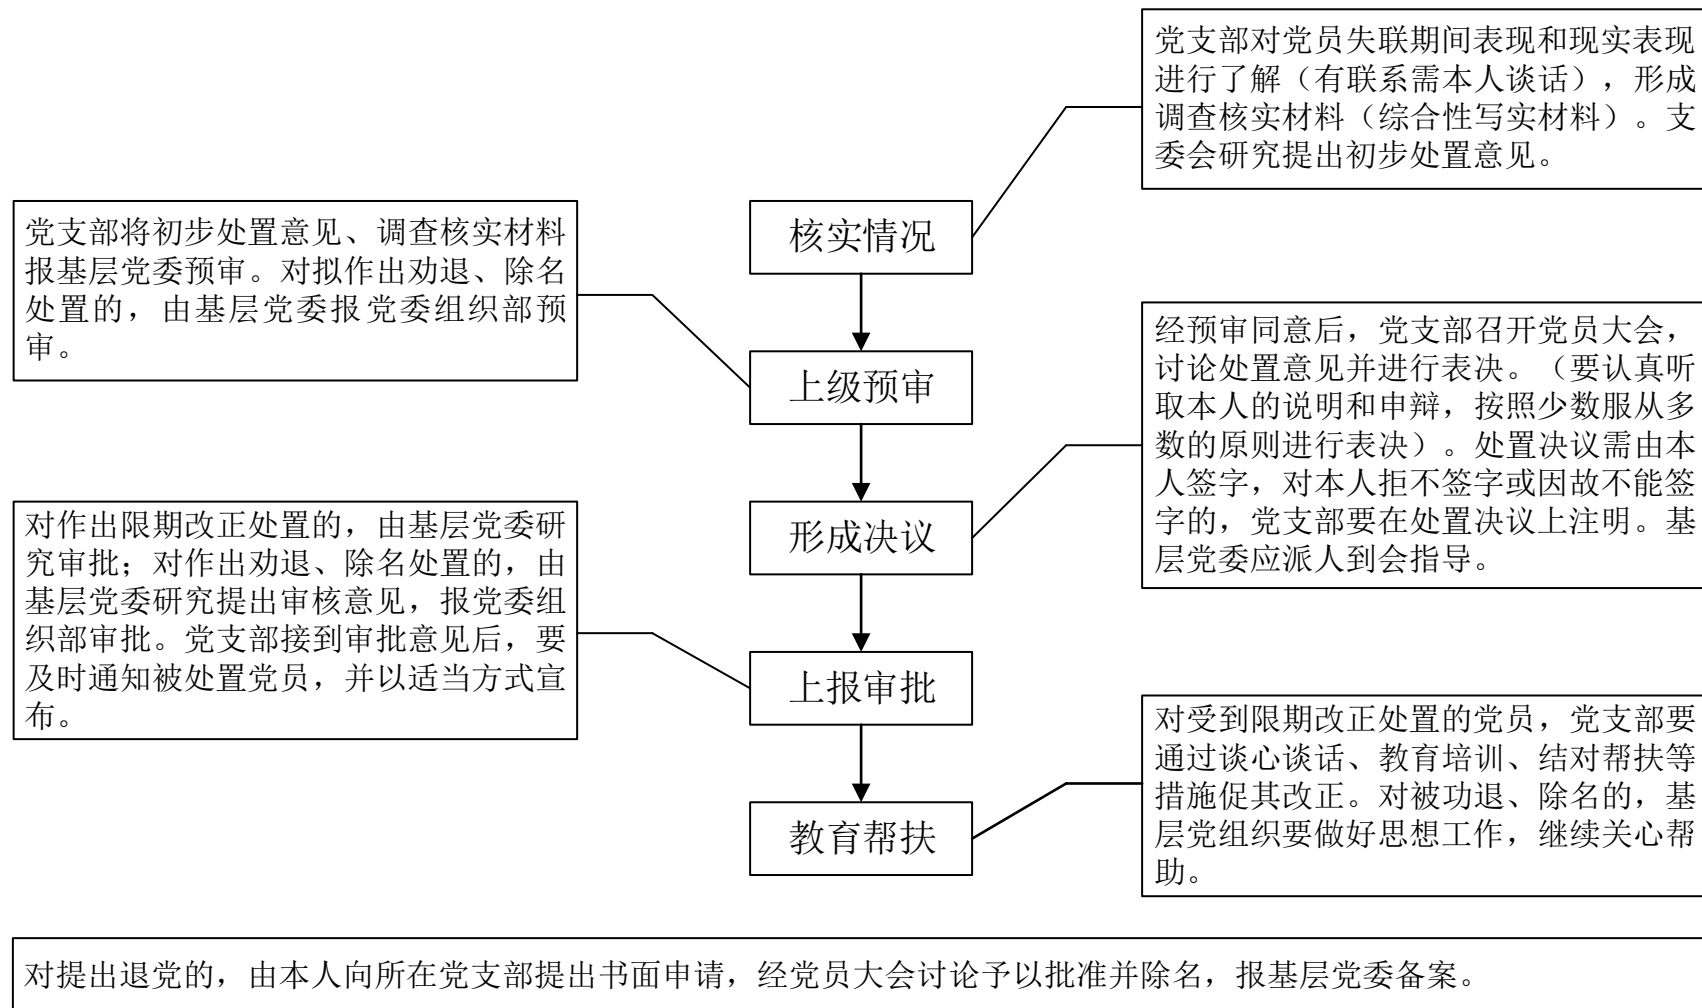 党支部对党员失联期间表现和现实表现
进行了解（有联系需本人谈话），形成
调查核实材料（综合性写实材料）。支
委会研究提出初步处置意见。
核实情况
党支部将初步处置意见、调查核实材料
报基层党委预审。对拟作出劝退、除名
处置的，由基层党委报党委组织部预
审。
上级预审
经预审同意后，党支部召开党员大会，
讨论处置意见并进行表决。（要认真听
取本人的说明和申辩，按照少数服从多
数的原则进行表决）。处置决议需由本
人签字，对本人拒不签字或因故不能签
字的，党支部要在处置决议上注明。基
层党委应派人到会指导。
形成决议
对作出限期改正处置的，由基层党委研
究审批；对作出劝退、除名处置的，由
基层党委研究提出审核意见，报党委组
织部审批。党支部接到审批意见后，要
及时通知被处置党员，并以适当方式宣
布。
上报审批
对受到限期改正处置的党员，党支部要
通过谈心谈话、教育培训、结对帮扶等
措施促其改正。对被功退、除名的，基
层党组织要做好思想工作，继续关心帮
助。
教育帮扶
对提出退党的，由本人向所在党支部提出书面申请，经党员大会讨论予以批准并除名，报基层党委备案。